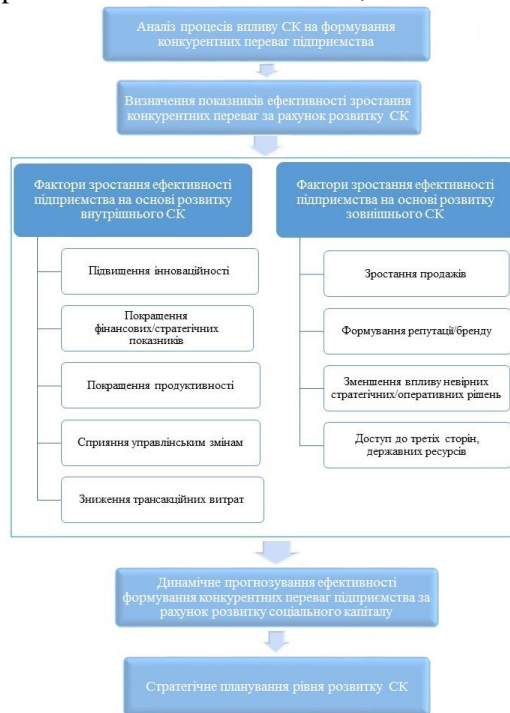 Аналіз процесів впливу СК на формування
конкурентних переваг підприємства
Визначення показників ефективності зростання
конкурентних переваг за рахунок розвитку СК
Фактори зростання ефективності
підприємства на основі розвитку
внутрішнього СК
Підвищення інноваційності
Покращення
фінансових/стратегічних
показників
Покращення продуктивності
Сприяння управлінським змінам
Зниження трансакційних витрат
Фактори зростання ефективності
підприємства на основі розвитку
зовнішнього СК
Зростання продажів
Формування репутації/бренду
Зменшення впливу невірних
стратегічних/оперативних рішень
Доступ до третіх сторін,
державних ресурсів
Динамічне прогнозування ефективності
формування конкурентних переваг підприємства за
рахунок розвитку соціального капіталу
Стратегічне планування рівня розвитку СК